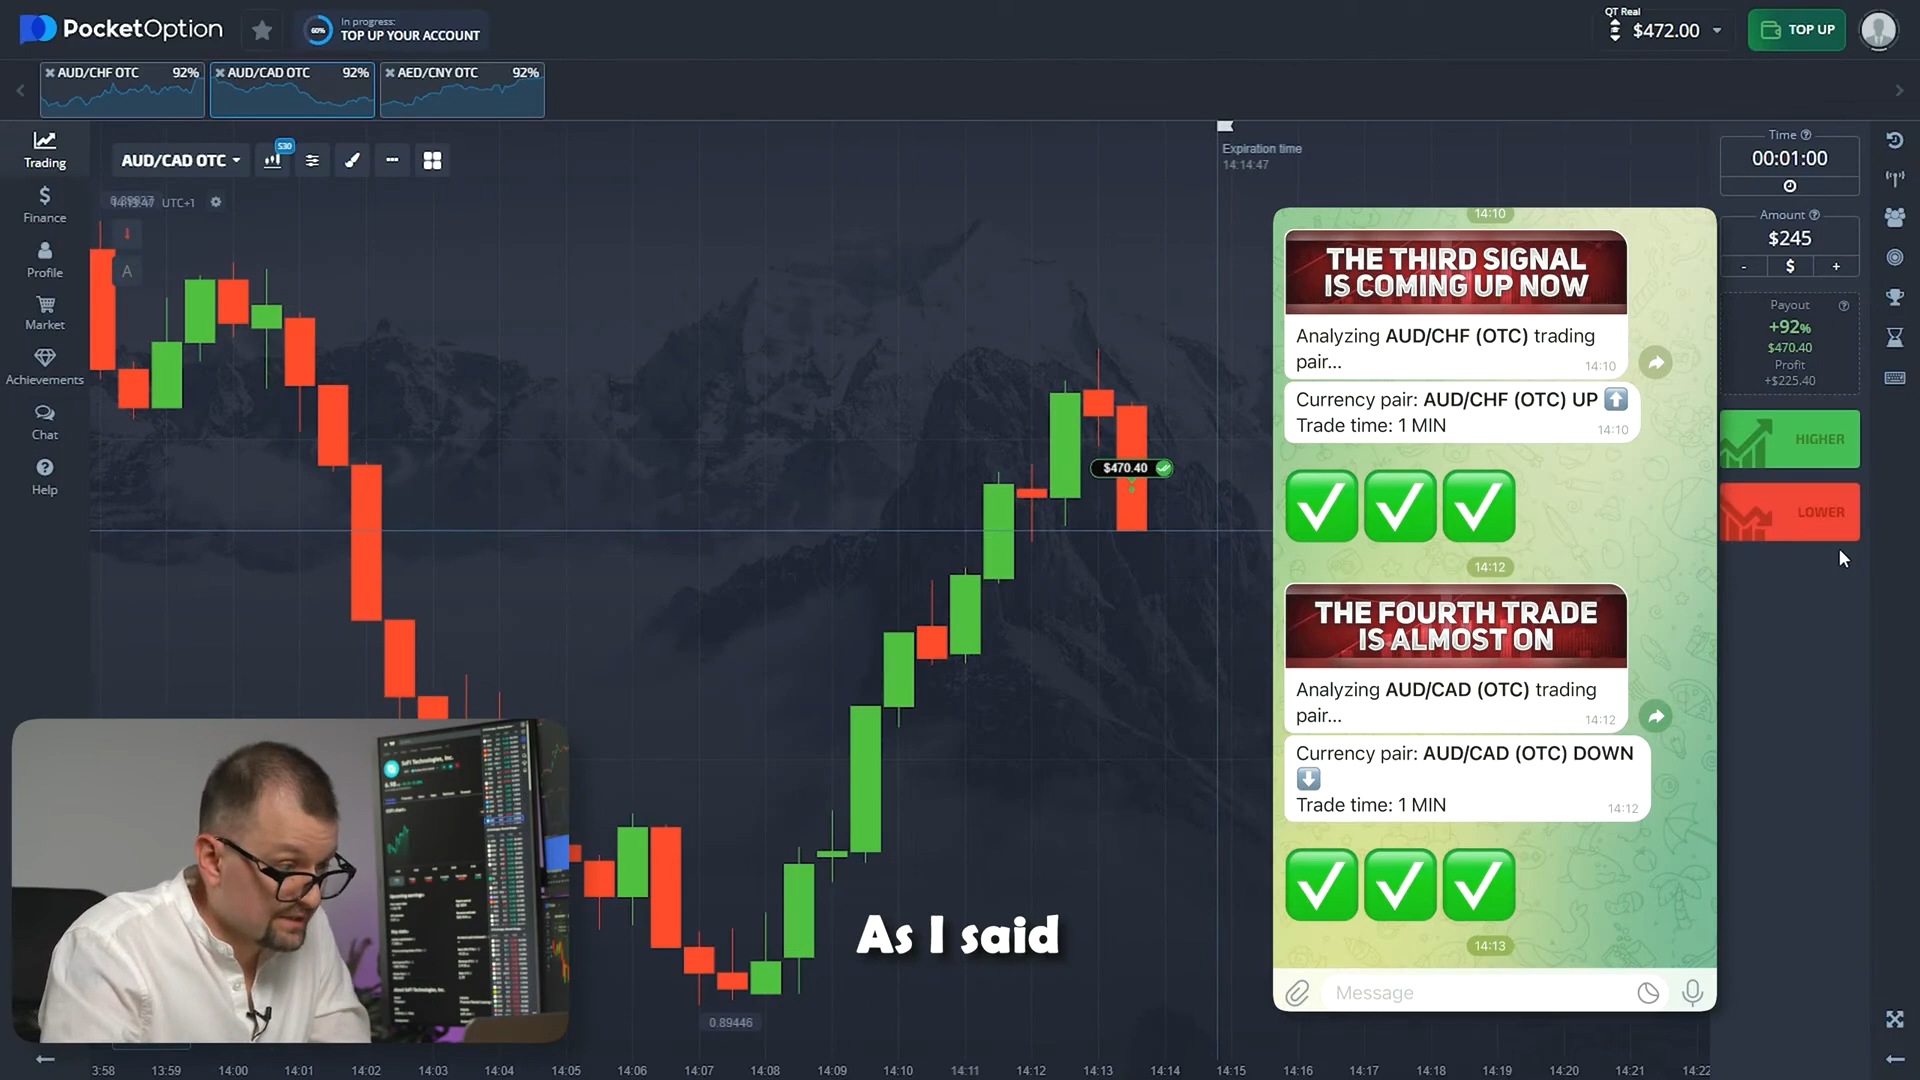 PocketOption
60%
In progress:
TOP UP YOUR ACCOUNT
QT Real
$472.00
TOP UP
AUD/CHF OTC 92%
AUD/CAD OTC 92%
AED/CNY OTC 92%
Trading
Finance
Profile
Market
Achievements
Chat
Help
AUD/CAD OTC
S30
UTC+1
A
Expiration time
14:14:47
$470.40
0.89446
Time
00:01:00
Amount
$245
- $ +
Payout
+92%
$470.40
Profit
+$225.40
HIGHER
LOWER
14:10
THE THIRD SIGNAL
IS COMING UP NOW
Analyzing AUD/CHF (OTC) trading
pair...
14:10
Currency pair: AUD/CHF (OTC) UP
Trade time: 1 MIN
14:10
14:12
THE FOURTH TRADE
IS ALMOST ON
Analyzing AUD/CAD (OTC) trading
pair...
14:12
Currency pair: AUD/CAD (OTC) DOWN
Trade time: 1 MIN
14:12
14:13
Message
SoFi Technologies, Inc.
As I said
3:58 13:59 14:00 14:01 14:02 14:03 14:04 14:05 14:06 14:07 14:08 14:09 14:10 14:11 14:12 14:13 14:14 14:15 14:16 14:17 14:18 14:19 14:20 14:21 14:22